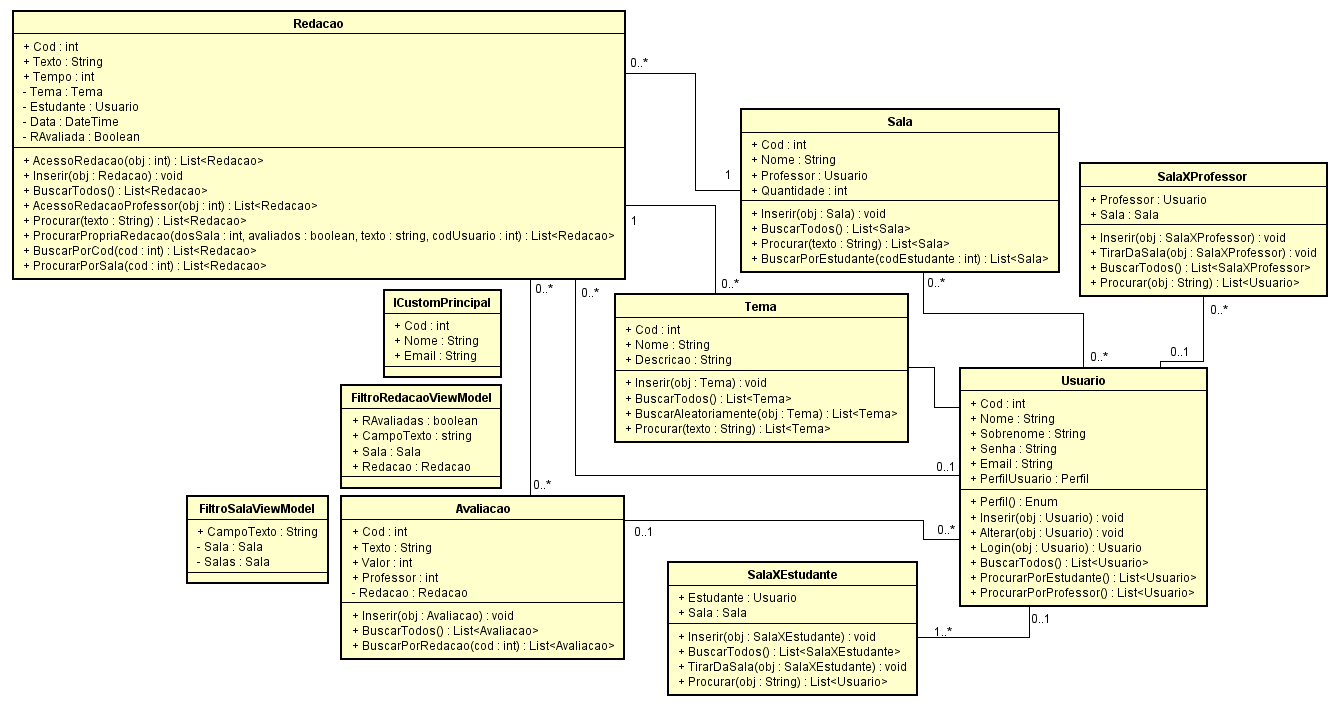 Redacao
+ Cod : int
+ Texto : String
+ Tempo : int
- Tema : Tema
- Estudante : Usuario
- Data : DateTime
- RAvaliada : Boolean
+ AcessoRedacao(obj : int) : List<Redacao>
+ Inserir(obj : Redacao) : void
+ BuscarTodos() : List<Redacao>
+ AcessoRedacaoProfessor(obj : int) : List<Redacao>
+ Procurar(texto : String) : List<Redacao>
+ ProcurarPropriaRedacao(dosSala : int, avaliados : boolean, texto : string, codUsuario : int) : List<Redacao>
+ BuscarPorCod(cod : int) : List<Redacao>
+ ProcurarPorSala(cod : int) : List<Redacao>
0..*
1
1
0..*
0..*
0..*
Sala
+ Cod : int
+ Nome : String
+ Professor : Usuario
+ Quantidade : int
+ Inserir(obj : Sala) : void
+ BuscarTodos() : List<Sala>
+ Procurar(texto : String) : List<Sala>
+ BuscarPorEstudante(codEstudante : int) : List<Sala>
0..*
0..*
SalaXProfessor
+ Professor : Usuario
+ Sala : Sala
+ Inserir(obj : SalaXProfessor) : void
+ TirarDaSala(obj : SalaXProfessor) : void
+ BuscarTodos() : List<SalaXProfessor>
+ Procurar(obj : String) : List<Usuario>
0..*
0..1
ICustomPrincipal
+ Cod : int
+ Nome : String
+ Email : String
Tema
+ Cod : int
+ Nome : String
+ Descricao : String
+ Inserir(obj : Tema) : void
+ BuscarTodos() : List<Tema>
+ BuscarAleatoriamente(obj : Tema) : List<Tema>
+ Procurar(texto : String) : List<Tema>
FiltroRedacaoViewModel
+ RAvaliadas : boolean
+ CampoTexto : string
+ Sala : Sala
+ Redacao : Redacao
Usuario
+ Cod : int
+ Nome : String
+ Sobrenome : String
+ Senha : String
+ Email : String
+ PerfilUsuario : Perfil
+ Perfil() : Enum
+ Inserir(obj : Usuario) : void
+ Alterar(obj : Usuario) : void
+ Login(obj : Usuario) : Usuario
+ BuscarTodos() : List<Usuario>
+ ProcurarPorEstudante() : List<Usuario>
+ ProcurarPorProfessor() : List<Usuario>
0..1
0..*
FiltroSalaViewModel
+ CampoTexto : String
- Sala : Sala
- Salas : Sala
Avaliacao
+ Cod : int
+ Texto : String
+ Valor : int
+ Professor : int
- Redacao : Redacao
+ Inserir(obj : Avaliacao) : void
+ BuscarTodos() : List<Avaliacao>
+ BuscarPorRedacao(cod : int) : List<Avaliacao>
0..1
0..*
SalaXEstudante
+ Estudante : Usuario
+ Sala : Sala
+ Inserir(obj : SalaXEstudante) : void
+ BuscarTodos() : List<SalaXEstudante>
+ TirarDaSala(obj : SalaXEstudante) : void
+ Procurar(obj : String) : List<Usuario>
1..*
0..1